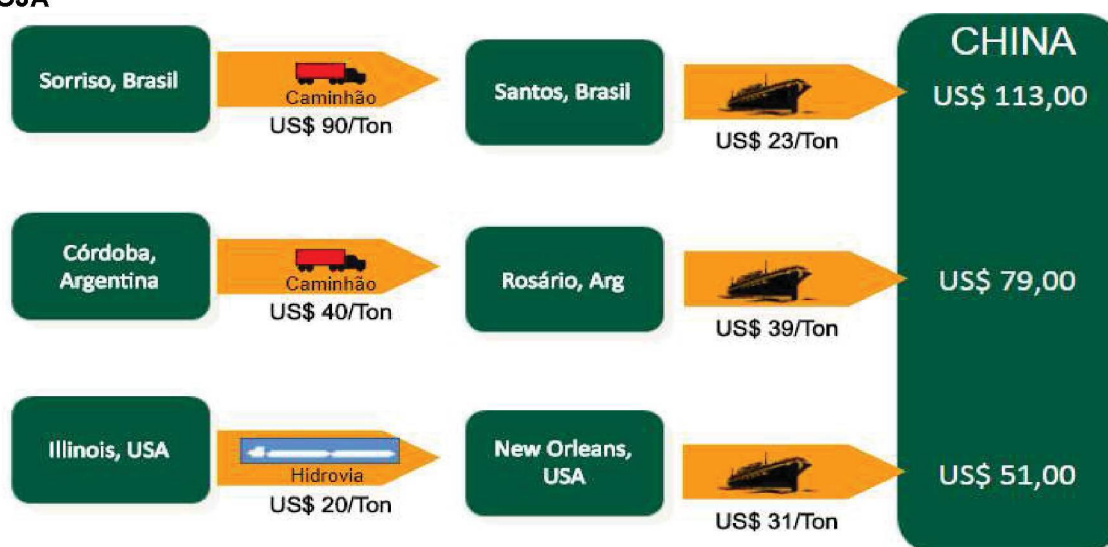 OJA
CHINA
Sorriso, Brasil
Caminhão
US$ 90/Ton
Santos, Brasil
US$ 23/Ton
US$ 113,00
Córdoba,
Argentina
Caminhão
US$ 40/Ton
Rosário, Arg
US$ 39/Ton
US$ 79,00
Illinois, USA
Hidrovia
US$ 20/Ton
New Orleans,
USA
US$ 31/Ton
US$ 51,00